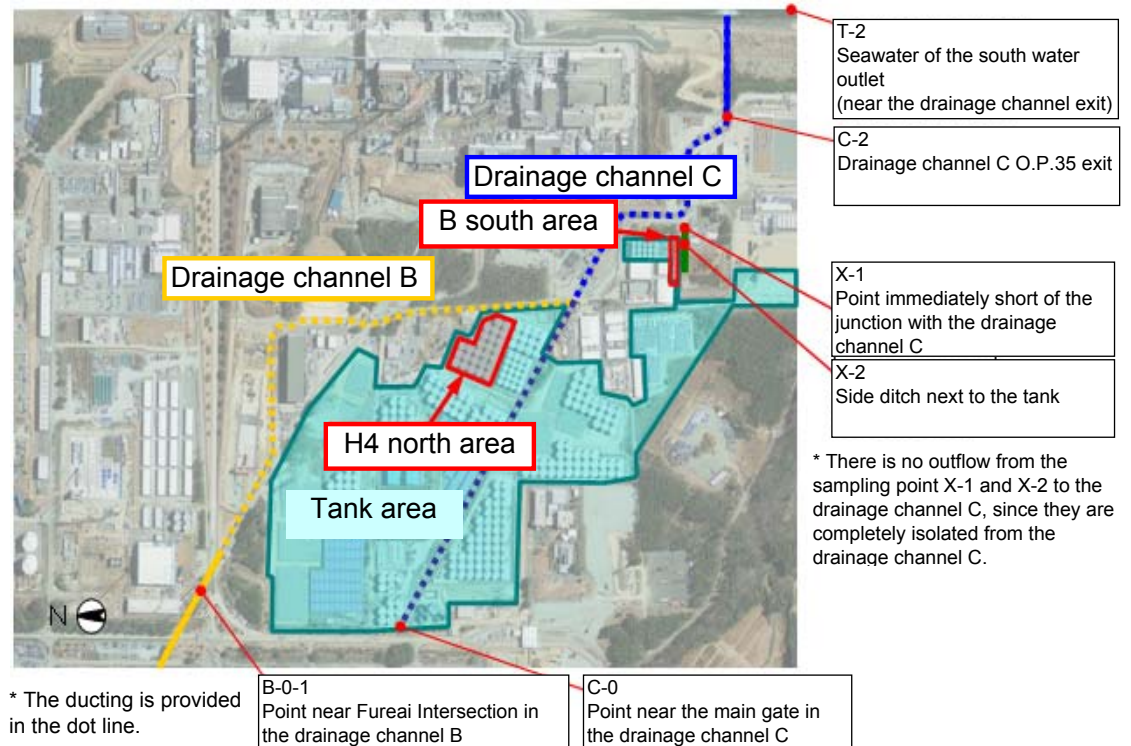 T-2
Seawater of the south water
outlet
(near the drainage channel exit)
C-2
Drainage channel C O.P.35 exit
Drainage channel C
B south area
Drainage channel B
X-1
Point immediately short of the
junction with the drainage
channel C
X-2
Side ditch next to the tank
H4 north area
Tank area
* There is no outflow from the
sampling point X-1 and X-2 to the
drainage channel C, since they are
completely isolated from the
drainage channel C.
N
* The ducting is provided
in the dot line.
B-0-1
Point near Fureai Intersection in
the drainage channel B
C-0
Point near the main gate in
the drainage channel C